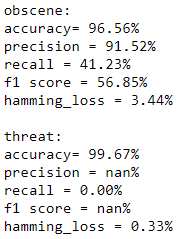 obscene:
accuracy= 96.56%
precision = 91.52%
recall = 41.23%
f1 score = 56.85%
hamming_loss = 3.44%
threat:
accuracy= 99.67%
precision = nan%
recall = 0.00%
f1 score = nan%
hamming_loss = 0.33%